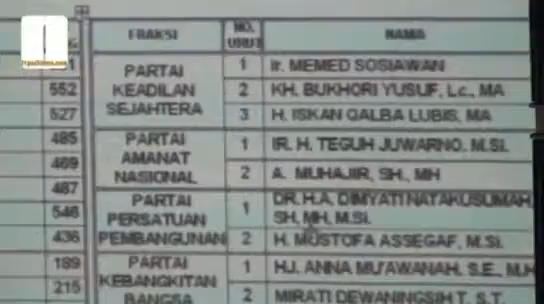 FRAKSI NO. URUT NAMA
PARTAI KEADILAN SEJAHTERA
1 Ir. MEMED SOSIAWAN
552 2 KH. BUKHORI YUSUF, Lc., MA
527 3 H. ISKAN QALBA LUBIS, MA
PARTAI AMANAT NASIONAL
485 1 IR. H. TEGUH JUWARNO, M.SI.
469 2 A. MUHAJIR, SH., MH
487
PARTAI PERSATUAN PEMBANGUNAN
546 1 DR. H.A. DIMYATI NATAKUSUMAH,
SH, MH, M.Si.
436 2 H. MUSTOFA ASSEGAF, M.Si.
PARTAI KEBANGKITAN BANGSA
189 1 HJ. ANNA MU'AWANAH, S.E., M.H
215 2 MIRATI DEWANINGSIH T, S.T.